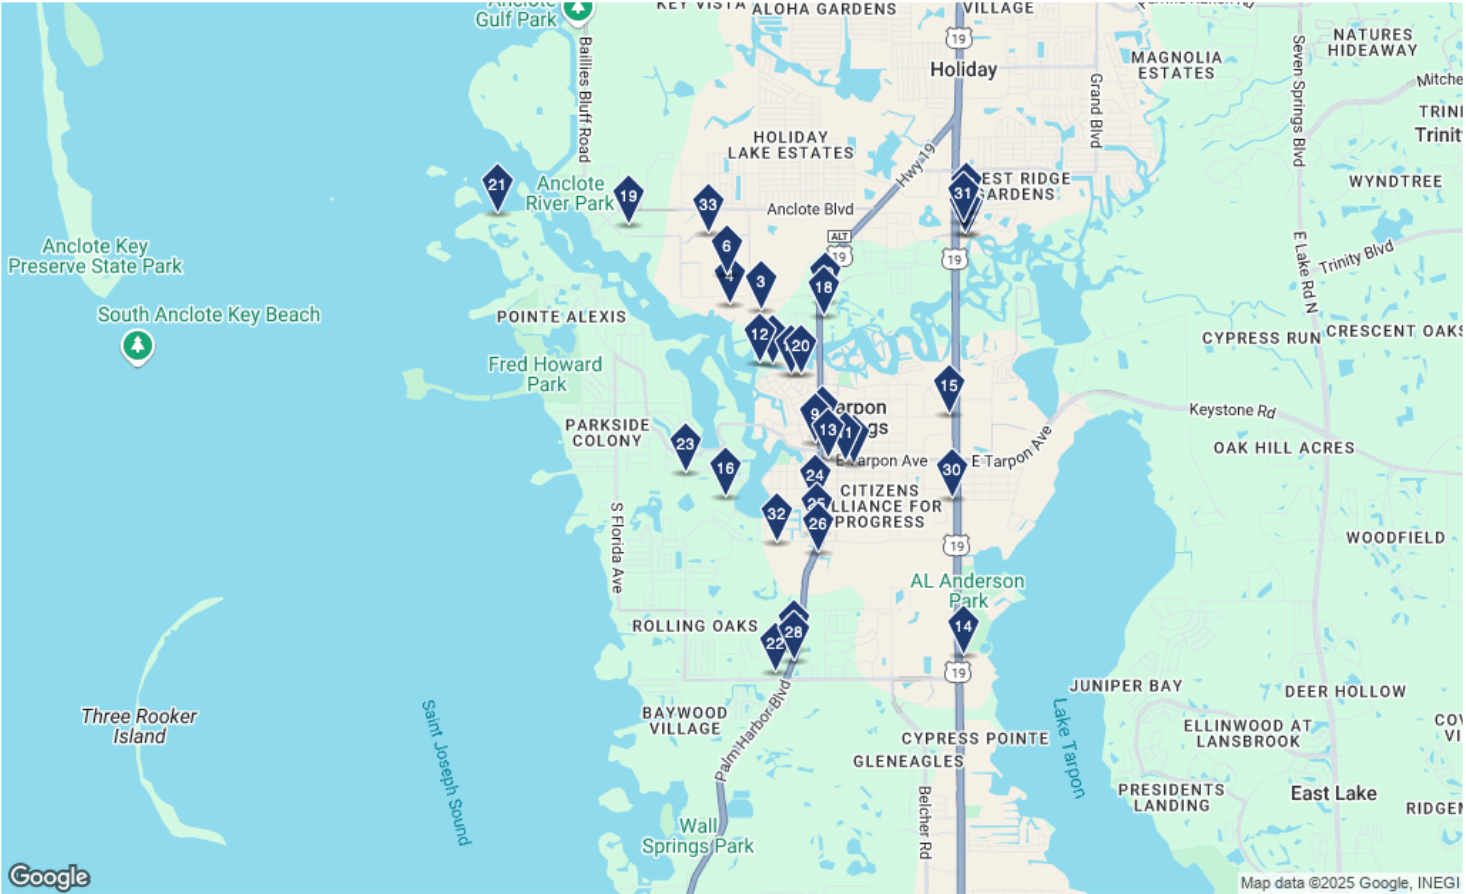 Anclote
Gulf Park
KEY VISTA
ALOHA GARDENS
VILLAGE
19
Holiday
Baillies Bluff Road
MAGNOLIA
ESTATES
NATURES
HIDEAWAY
Seven Springs Blvd
Grand Blvd
HOLIDAY
LAKE ESTATES
Hwy 19
WYNDTREE
21
Anclote
River Park
19
33
Anclote Blvd
31
EST RIDGE
GARDENS
Anclote Key
Preserve State Park
6
4
3
ALT
19
18
19
E Lake Rd N
Trinity Blvd
South Anclote Key Beach
POINTE ALEXIS
12
20
CYPRESS RUN
CRESCENT OAKS
Fred Howard
Park
15
9
13
1
arpon
gs
Keystone Rd
PARKSIDE
COLONY
23
16
E Tarpon Ave
E Tarpon Ave
30
OAK HILL ACRES
24
25
26
32
CITIZENS
LLIANCE FOR
PROGRESS
S Florida Ave
19
WOODFIELD
AL Anderson
Park
ROLLING OAKS
22
28
14
19
JUNIPER BAY
DEER HOLLOW
Three Rooker
Island
Saint Joseph Sound
BAYWOOD
VILLAGE
Palm Harbor Blvd
CYPRESS POINTE
GLENEAGLES
Lake Tarpon
ELLINWOOD AT
LANSBROOK
PRESIDENTS
LANDING
East Lake
Wall
Springs Park
Belcher Rd
Google
Map data ©2025 Google, INEGI